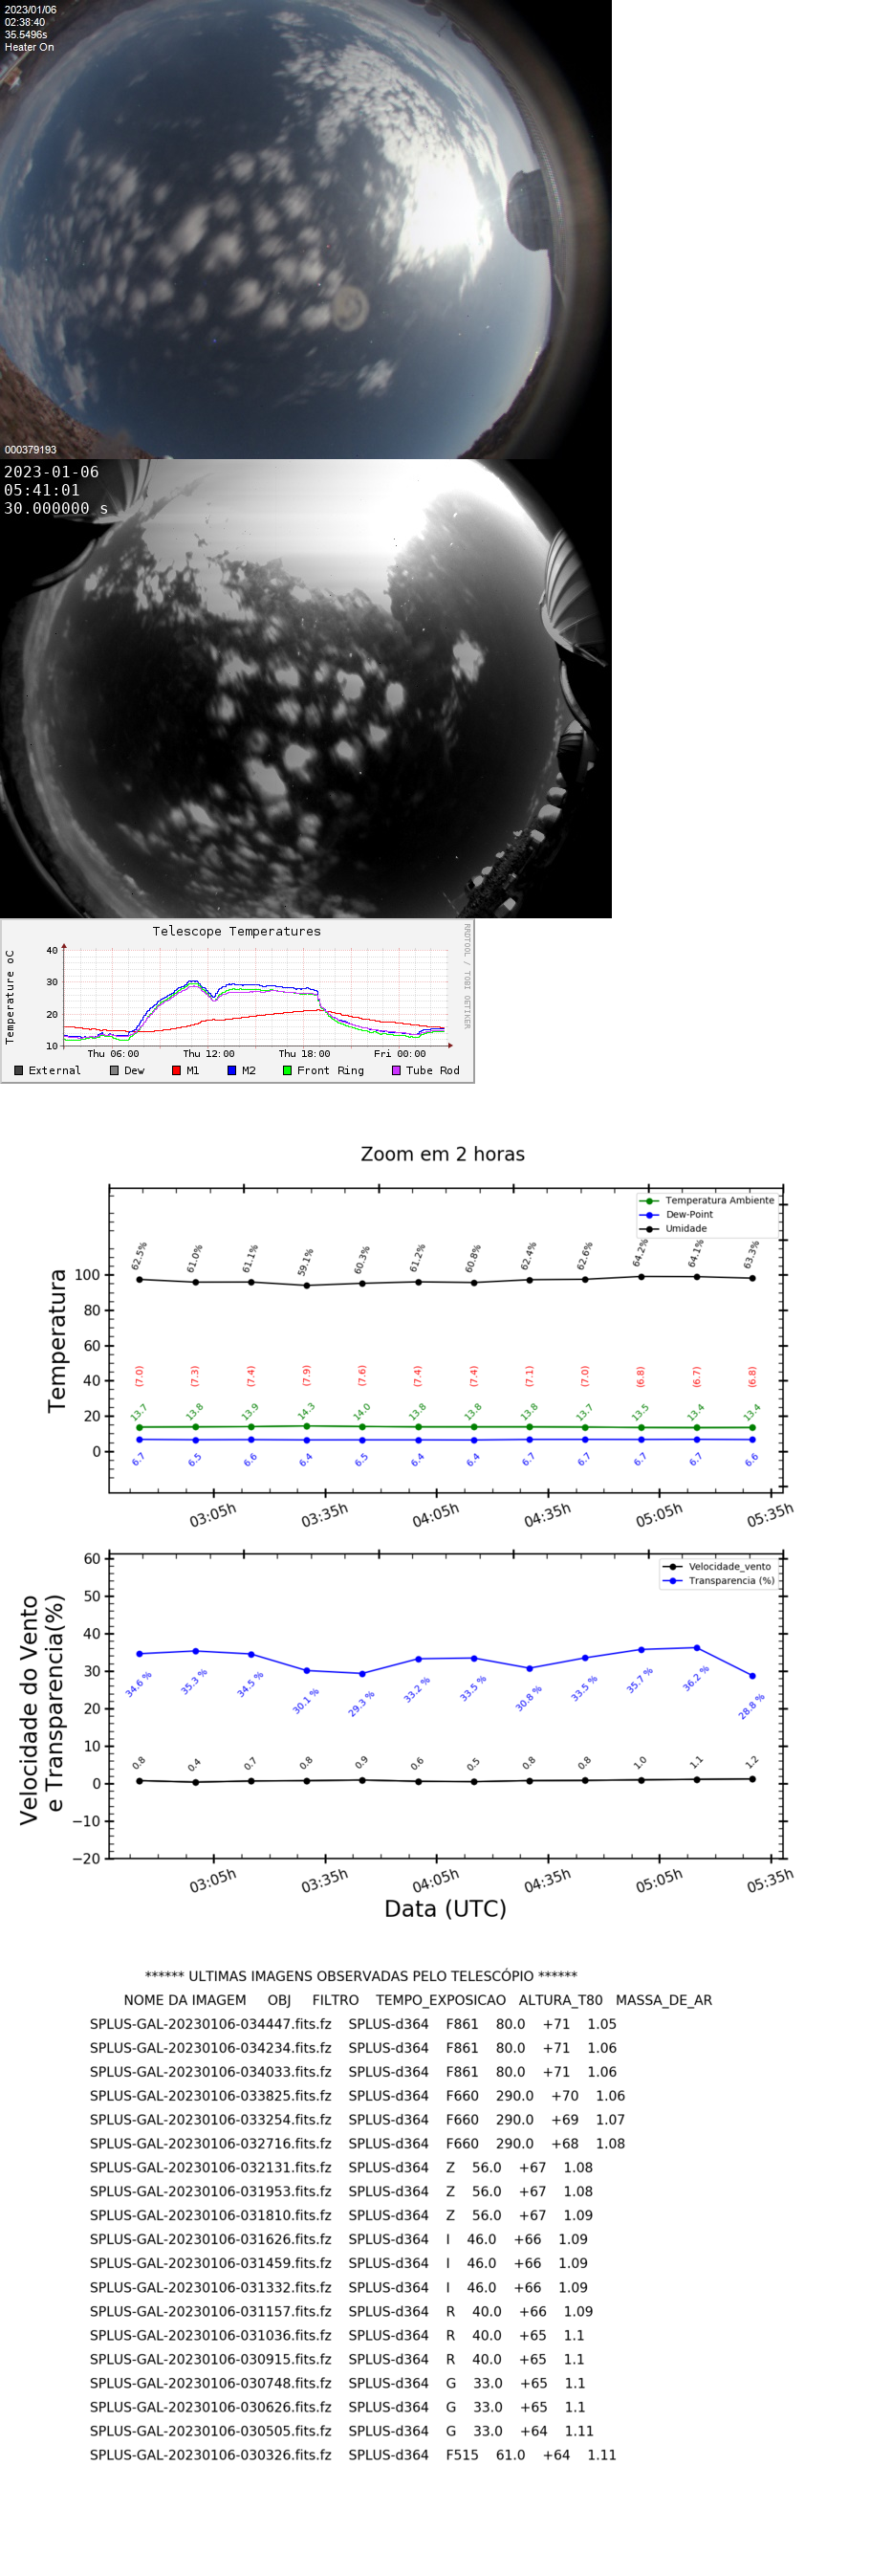 2023/01/06
02:38:40
35.5496s
Heater On
000379193
2023-01-06
05:41:01
30.000000 s
Telescope Temperatures
Temperature oC
40
30
20
10
Thu 06:00 Thu 12:00 Thu 18:00 Fri 00:00
External Dew M1 M2 Front Ring Tube Rod
RRDTOOL / TOBI OETIKER
Zoom em 2 horas
Temperatura Ambiente
Dew-Point
Umidade
Temperatura
100
80
60
40
20
0
62.5% 61.0% 61.1% 59.1% 60.3% 61.2% 60.8% 62.4% 62.6% 64.2% 64.1% 63.3%
(7.0) (7.3) (7.4) (7.9) (7.6) (7.4) (7.4) (7.1) (7.0) (6.8) (6.7) (6.8)
13.7 13.8 13.9 14.3 14.0 13.8 13.8 13.8 13.7 13.5 13.4 13.4
6.7 6.5 6.6 6.4 6.5 6.4 6.4 6.7 6.7 6.7 6.7 6.6
03:05h 03:35h 04:05h 04:35h 05:05h 05:35h
Velocidade_vento
Transparencia (%)
Velocidade do Vento
e Transparencia(%)
60
50
40
30
20
10
0
−10
−20
34.6 % 35.3 % 34.5 % 30.1 % 29.3 % 33.2 % 33.5 % 30.8 % 33.5 % 35.7 % 36.2 % 28.8 %
0.8 0.4 0.7 0.8 0.9 0.6 0.5 0.8 0.8 1.0 1.1 1.2
03:05h 03:35h 04:05h 04:35h 05:05h 05:35h
Data (UTC)
****** ULTIMAS IMAGENS OBSERVADAS PELO TELESCÓPIO ******
NOME DA IMAGEM OBJ FILTRO TEMPO_EXPOSICAO ALTURA_T80 MASSA_DE_AR
SPLUS-GAL-20230106-034447.fits.fz SPLUS-d364 F861 80.0 +71 1.05
SPLUS-GAL-20230106-034234.fits.fz SPLUS-d364 F861 80.0 +71 1.06
SPLUS-GAL-20230106-034033.fits.fz SPLUS-d364 F861 80.0 +71 1.06
SPLUS-GAL-20230106-033825.fits.fz SPLUS-d364 F660 290.0 +70 1.06
SPLUS-GAL-20230106-033254.fits.fz SPLUS-d364 F660 290.0 +69 1.07
SPLUS-GAL-20230106-032716.fits.fz SPLUS-d364 F660 290.0 +68 1.08
SPLUS-GAL-20230106-032131.fits.fz SPLUS-d364 Z 56.0 +67 1.08
SPLUS-GAL-20230106-031953.fits.fz SPLUS-d364 Z 56.0 +67 1.08
SPLUS-GAL-20230106-031810.fits.fz SPLUS-d364 Z 56.0 +67 1.09
SPLUS-GAL-20230106-031626.fits.fz SPLUS-d364 I 46.0 +66 1.09
SPLUS-GAL-20230106-031459.fits.fz SPLUS-d364 I 46.0 +66 1.09
SPLUS-GAL-20230106-031332.fits.fz SPLUS-d364 I 46.0 +66 1.09
SPLUS-GAL-20230106-031157.fits.fz SPLUS-d364 R 40.0 +66 1.09
SPLUS-GAL-20230106-031036.fits.fz SPLUS-d364 R 40.0 +65 1.1
SPLUS-GAL-20230106-030915.fits.fz SPLUS-d364 R 40.0 +65 1.1
SPLUS-GAL-20230106-030748.fits.fz SPLUS-d364 G 33.0 +65 1.1
SPLUS-GAL-20230106-030626.fits.fz SPLUS-d364 G 33.0 +65 1.1
SPLUS-GAL-20230106-030505.fits.fz SPLUS-d364 G 33.0 +64 1.11
SPLUS-GAL-20230106-030326.fits.fz SPLUS-d364 F515 61.0 +64 1.11